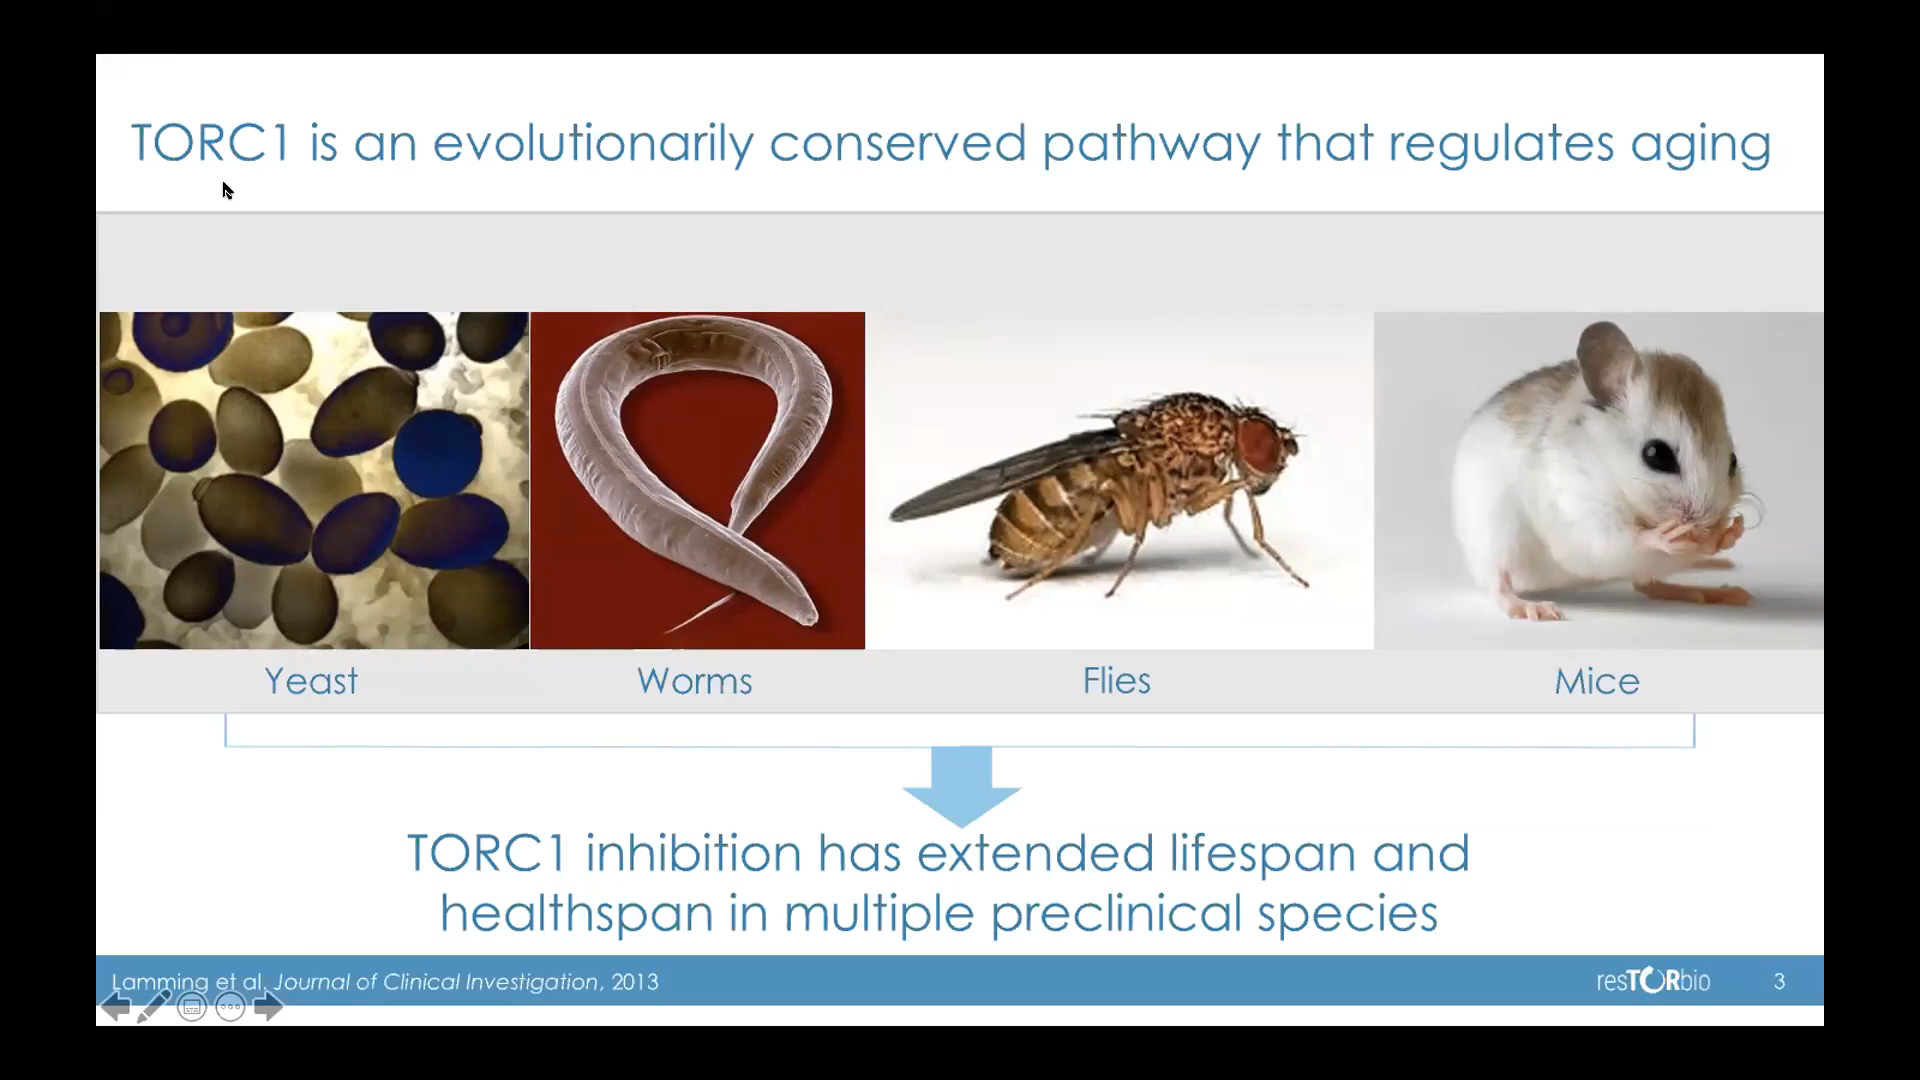 TORC1 is an evolutionarily conserved pathway that regulates aging
Yeast
Worms
Flies
Mice
TORC1 inhibition has extended lifespan and
healthspan in multiple preclinical species
Lamming et al, Journal of Clinical Investigation, 2013
resTORbio
3